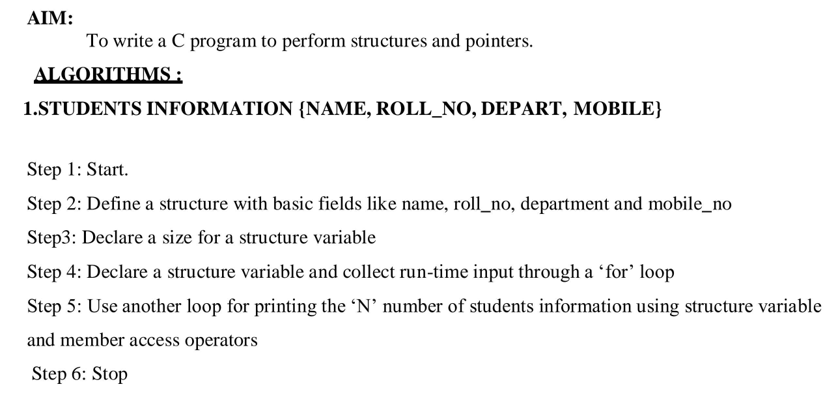 AIM:
To write a C program to perform structures and pointers.
ALGORITHMS :
1.STUDENTS INFORMATION {NAME, ROLL_NO, DEPART, MOBILE}
Step 1: Start.
Step 2: Define a structure with basic fields like name, roll_no, department and mobile_no
Step3: Declare a size for a structure variable
Step 4: Declare a structure variable and collect run-time input through a ‘for’ loop
Step 5: Use another loop for printing the ‘N’ number of students information using structure variable
and member access operators
Step 6: Stop